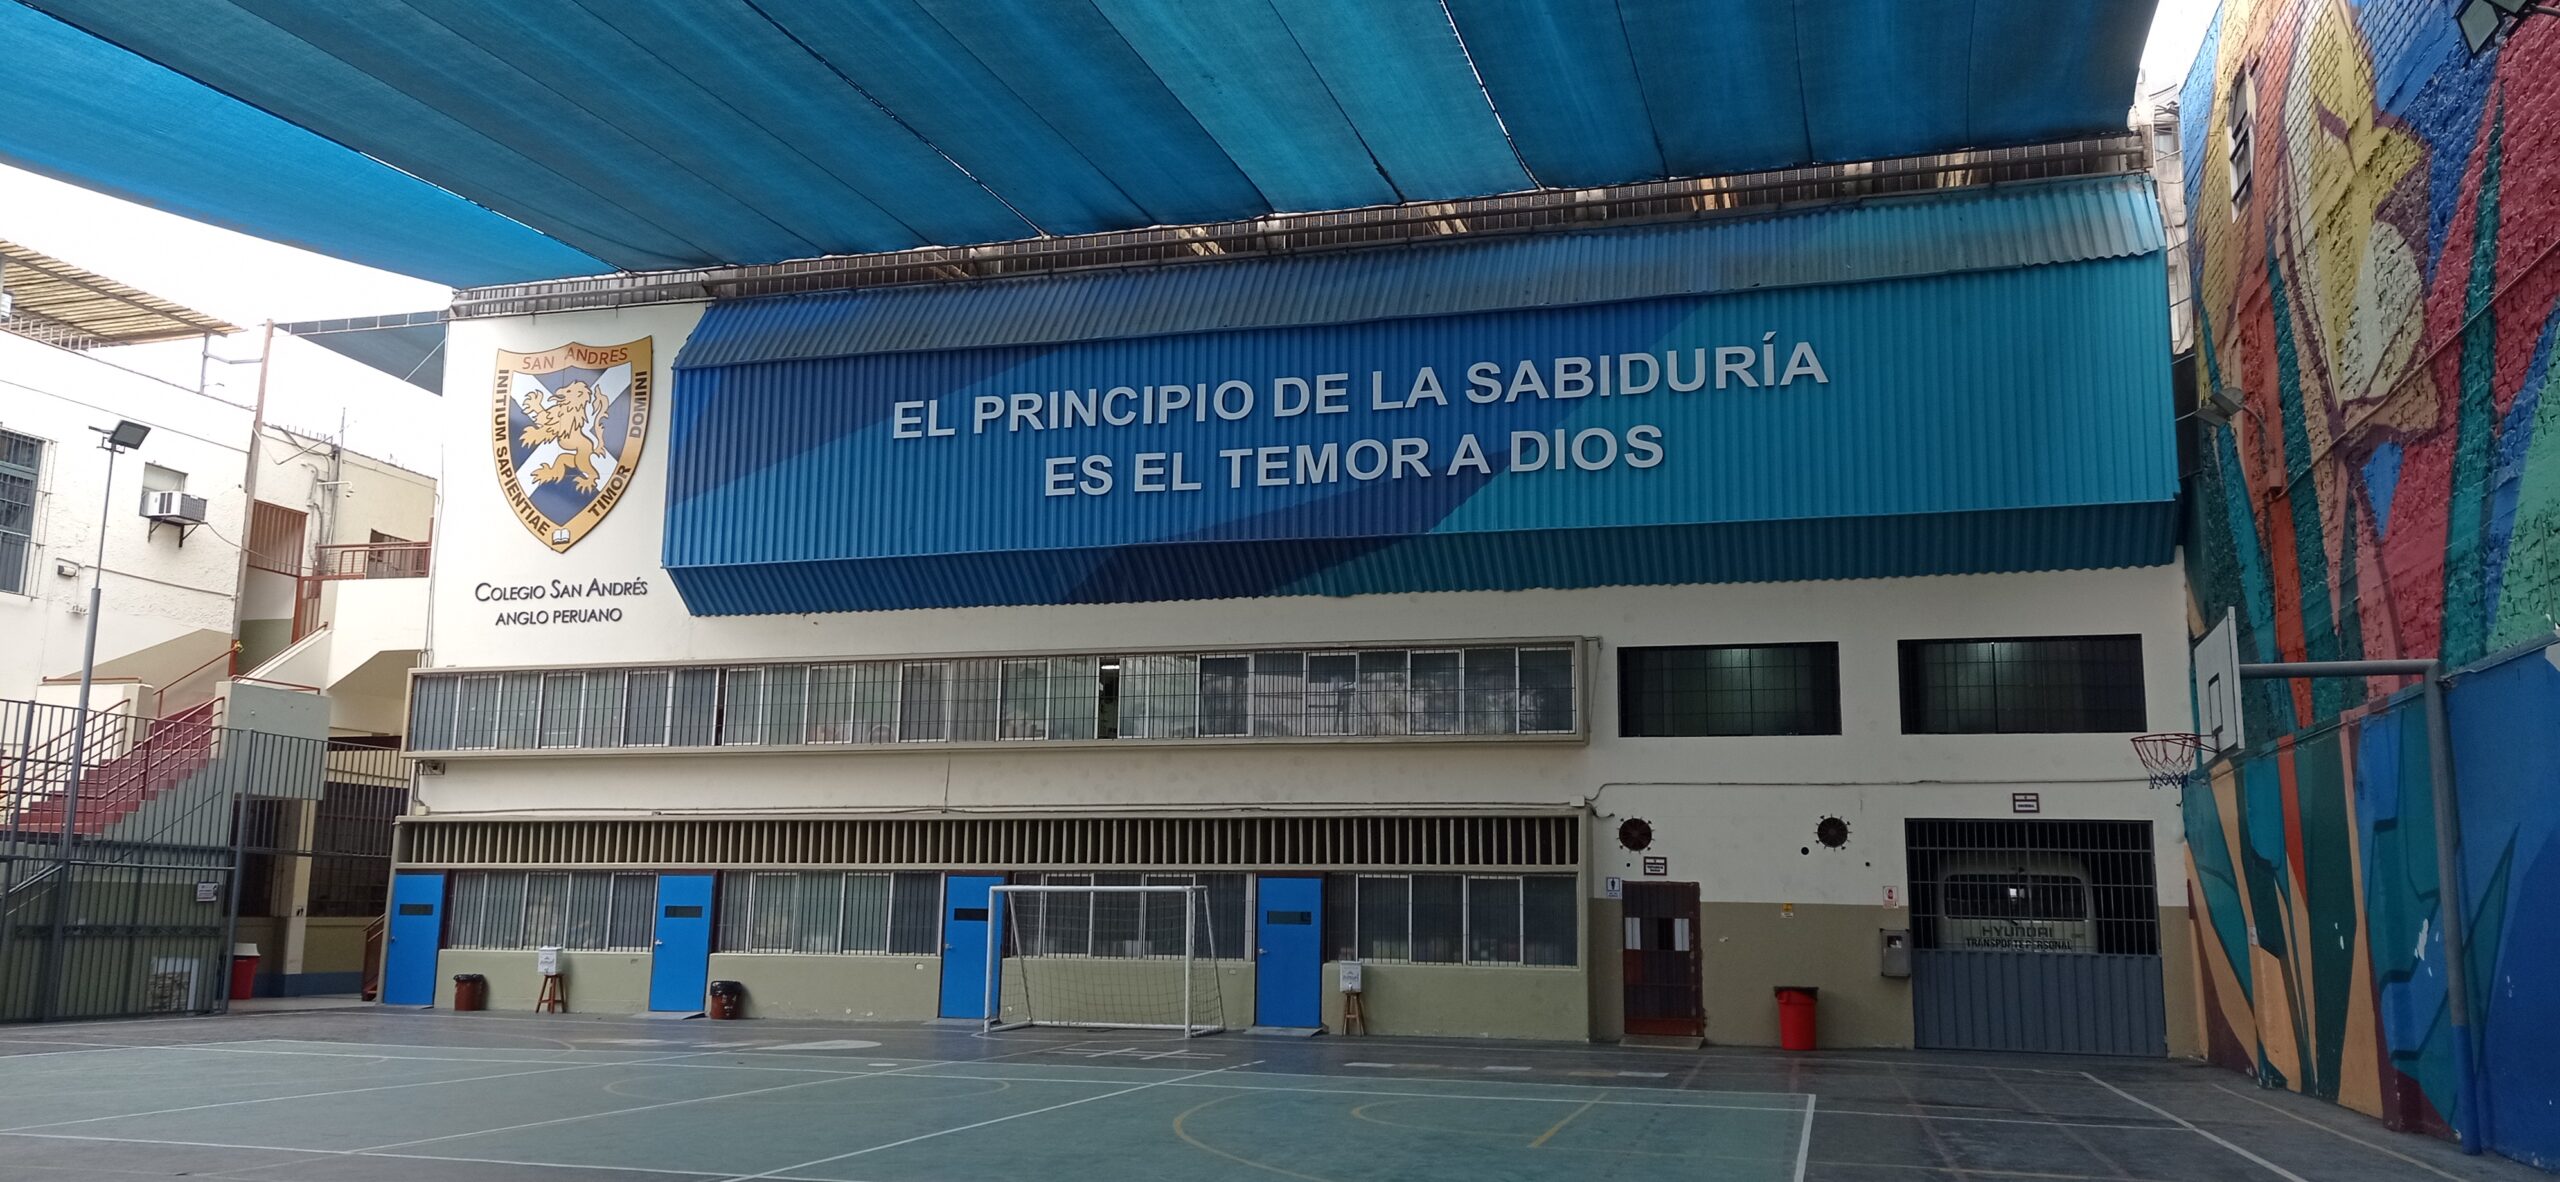 SAN ANDRES
INITIUM SAPIENTIAE
TIMOR
DOMINI
COLEGIO SAN ANDRÉS
ANGLO PERUANO
EL PRINCIPIO DE LA SABIDURÍA
ES EL TEMOR A DIOS
HYUNDAI
TRANSPORTE PERSONAL